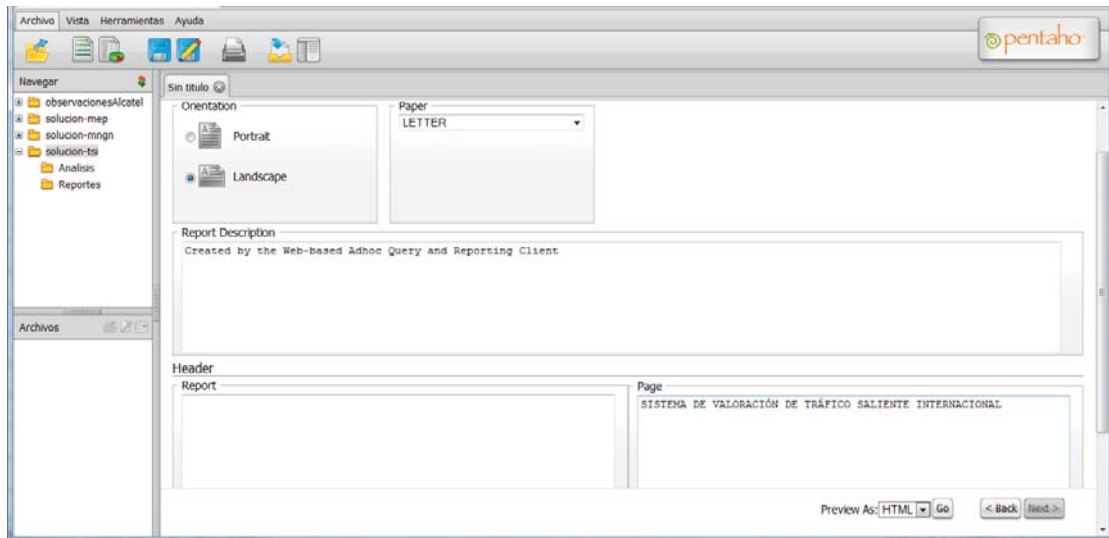 Archivo Vista Herramientas Ayuda
pentaho
Navegar
Sin titulo
observacionesAlcatel
solucion-mep
solucion-mngn
solucion-tsi
Analisis
Reportes
Orientation
Portrait
Landscape
Paper
LETTER
Report Description
Created by the Web-based Adhoc Query and Reporting Client
Archivos
Header
Report
Page
SISTEMA DE VALORACIÓN DE TRÁFICO SALIENTE INTERNACIONAL
Preview As: HTML Go < Back Next >